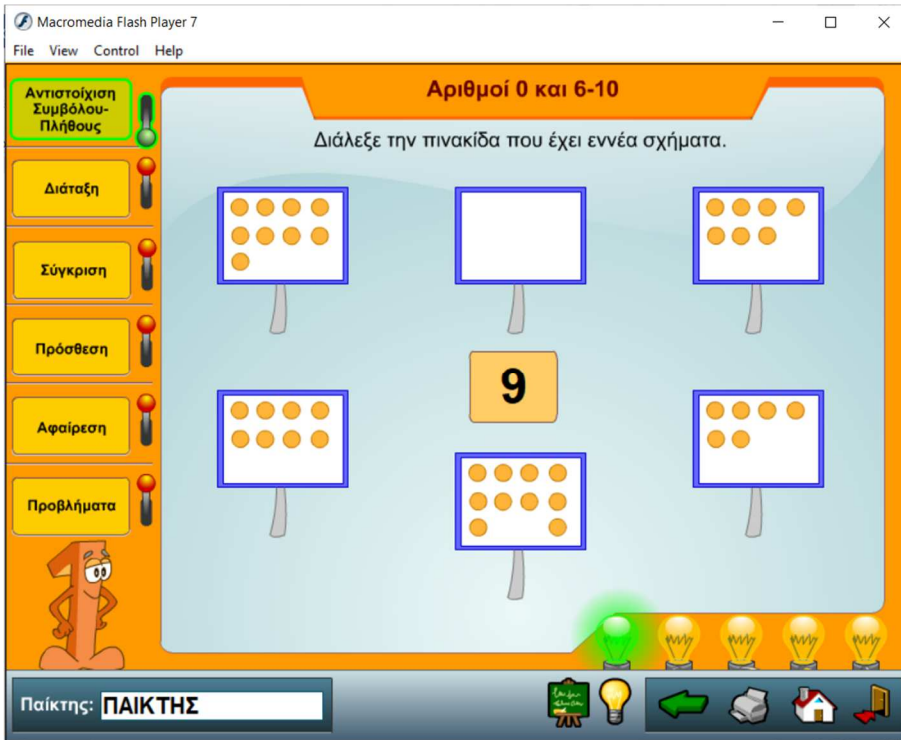 Macromedia Flash Player 7
File View Control Help
Αντιστοίχιση
Συμβόλου-
Πλήθους
Διάταξη
Σύγκριση
Πρόσθεση
Αφαίρεση
Προβλήματα
Αριθμοί 0 και 6-10
Διάλεξε την πινακίδα που έχει εννέα σχήματα.
9
Παίκτης: ΠΑΙΚΤΗΣ